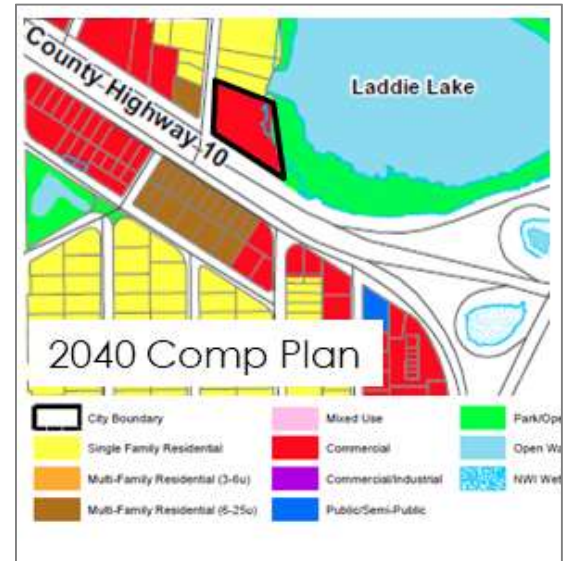 County Highway 10
Laddie Lake
2040 Comp Plan
City Boundary
Single Family Residential
Multi-Family Residential (3-6u)
Multi-Family Residential (6-25u)
Mixed Use
Commercial
Commercial/Industrial
Public/Semi-Public
Park/Ope
Open Wa
NWI Wet